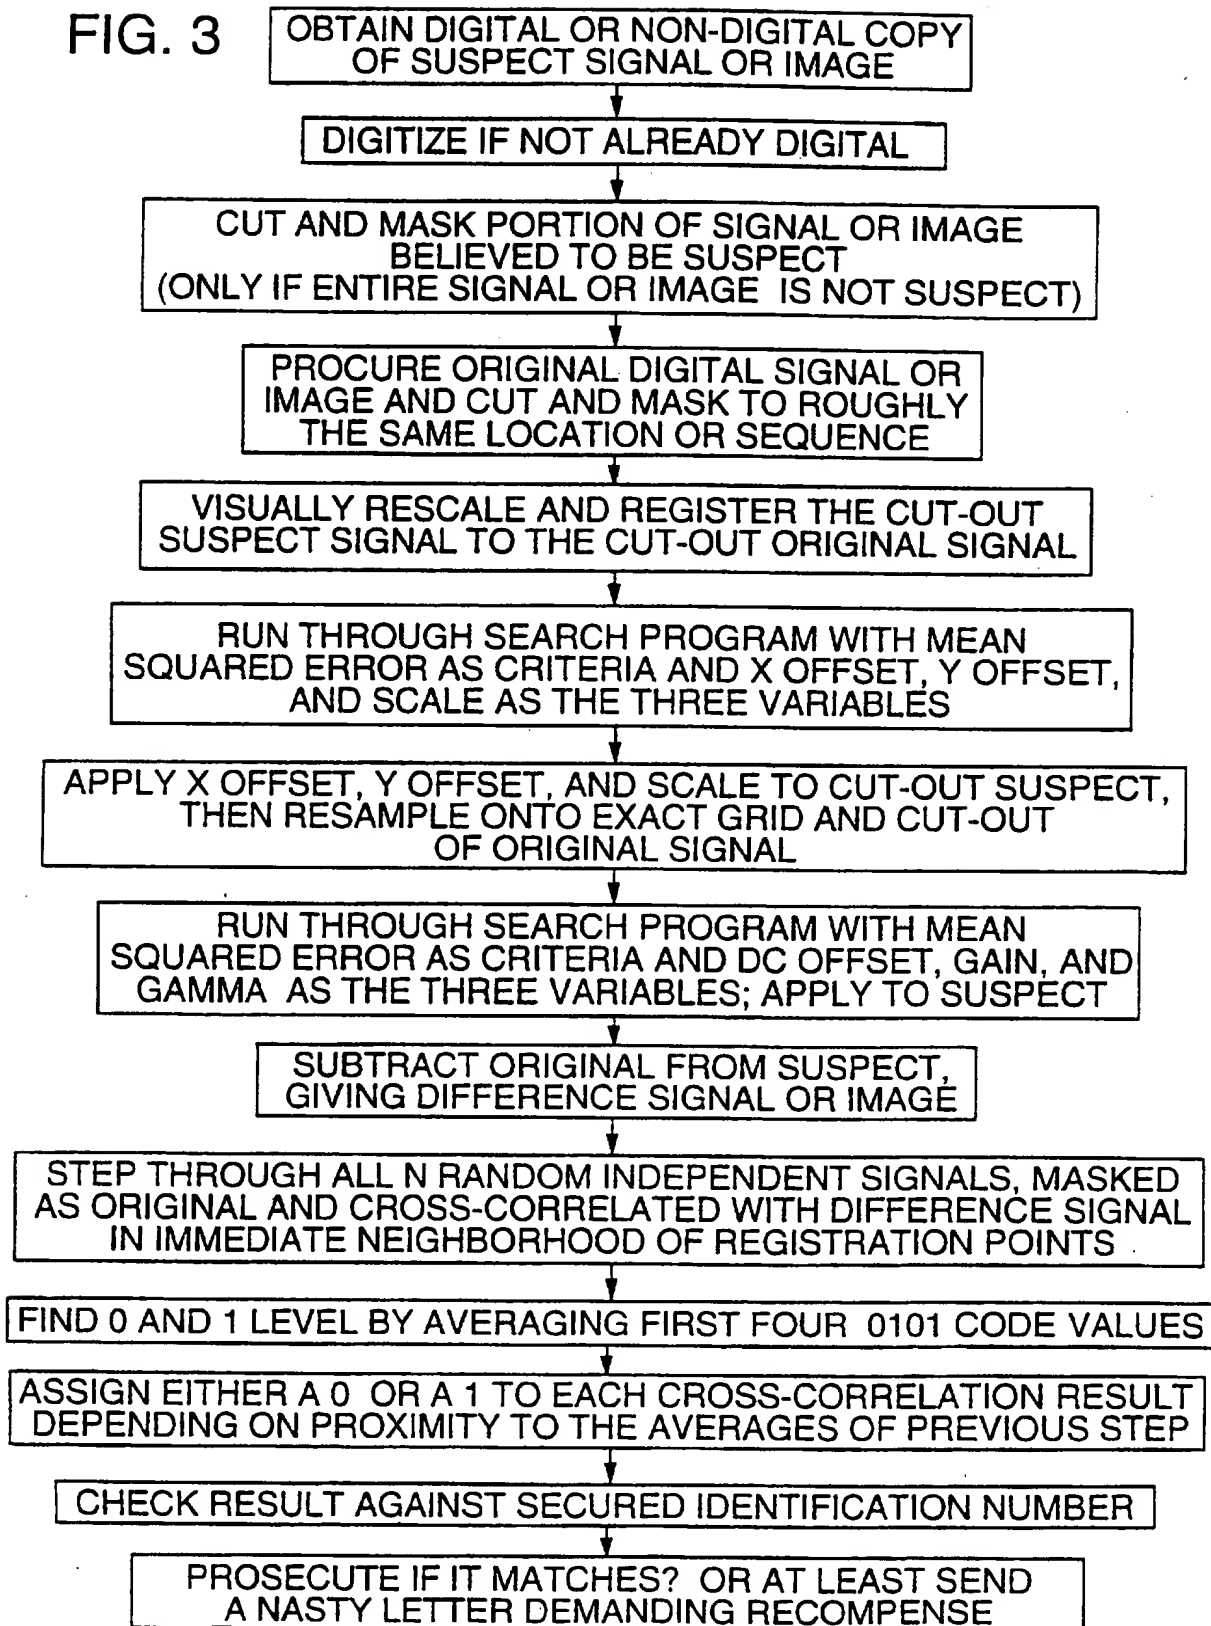 FIG. 3
OBTAIN DIGITAL OR NON-DIGITAL COPY
OF SUSPECT SIGNAL OR IMAGE
DIGITIZE IF NOT ALREADY DIGITAL
CUT AND MASK PORTION OF SIGNAL OR IMAGE
BELIEVED TO BE SUSPECT
(ONLY IF ENTIRE SIGNAL OR IMAGE IS NOT SUSPECT)
PROCURE ORIGINAL DIGITAL SIGNAL OR
IMAGE AND CUT AND MASK TO ROUGHLY
THE SAME LOCATION OR SEQUENCE
VISUALLY RESCALE AND REGISTER THE CUT-OUT
SUSPECT SIGNAL TO THE CUT-OUT ORIGINAL SIGNAL
RUN THROUGH SEARCH PROGRAM WITH MEAN
SQUARED ERROR AS CRITERIA AND X OFFSET, Y OFFSET,
AND SCALE AS THE THREE VARIABLES
APPLY X OFFSET, Y OFFSET, AND SCALE TO CUT-OUT SUSPECT,
THEN RESAMPLE ONTO EXACT GRID AND CUT-OUT
OF ORIGINAL SIGNAL
RUN THROUGH SEARCH PROGRAM WITH MEAN
SQUARED ERROR AS CRITERIA AND DC OFFSET, GAIN, AND
GAMMA AS THE THREE VARIABLES; APPLY TO SUSPECT
SUBTRACT ORIGINAL FROM SUSPECT,
GIVING DIFFERENCE SIGNAL OR IMAGE
STEP THROUGH ALL N RANDOM INDEPENDENT SIGNALS, MASKED
AS ORIGINAL AND CROSS-CORRELATED WITH DIFFERENCE SIGNAL
IN IMMEDIATE NEIGHBORHOOD OF REGISTRATION POINTS
FIND 0 AND 1 LEVEL BY AVERAGING FIRST FOUR 0101 CODE VALUES
ASSIGN EITHER A 0 OR A 1 TO EACH CROSS-CORRELATION RESULT
DEPENDING ON PROXIMITY TO THE AVERAGES OF PREVIOUS STEP
CHECK RESULT AGAINST SECURED IDENTIFICATION NUMBER
PROSECUTE IF IT MATCHES? OR AT LEAST SEND
A NASTY LETTER DEMANDING RECOMPENSE